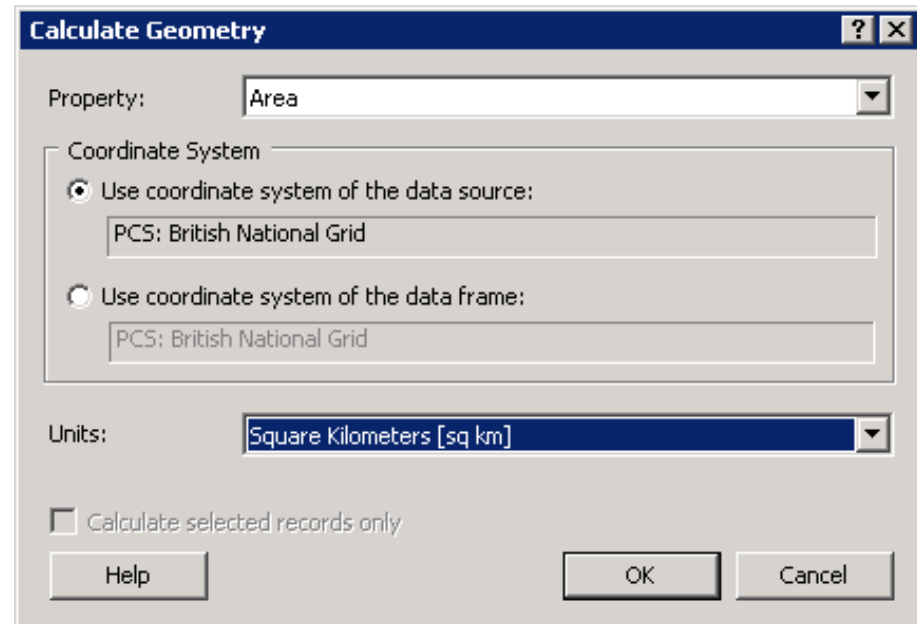 Calculate Geometry
Property: Area
Coordinate System
Use coordinate system of the data source:
PCS: British National Grid
Use coordinate system of the data frame:
PCS: British National Grid
Units: Square Kilometers [sq km]
Calculate selected records only
Help OK Cancel